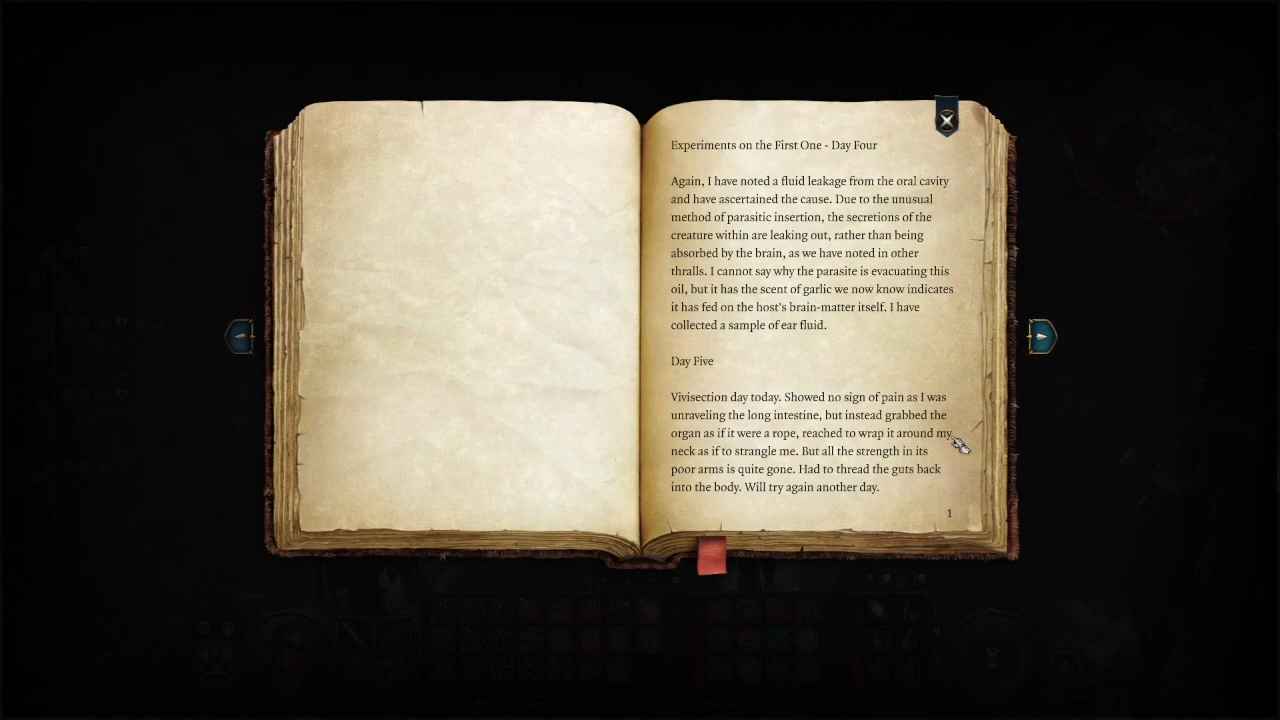 Experiments on the First One - Day Four
Again, I have noted a fluid leakage from the oral cavity
and have ascertained the cause. Due to the unusual
method of parasitic insertion, the secretions of the
creature within are leaking out, rather than being
absorbed by the brain, as we have noted in other
thralls. I cannot say why the parasite is evacuating this
oil, but it has the scent of garlic we now know indicates
it has fed on the host's brain-matter itself. I have
collected a sample of ear fluid.
Day Five
Vivisection day today. Showed no sign of pain as I was
unraveling the long intestine, but instead grabbed the
organ as if it were a rope, reached to wrap it around my
neck as if to strangle me. But all the strength in its
poor arms is quite gone. Had to thread the guts back
into the body. Will try again another day.
1